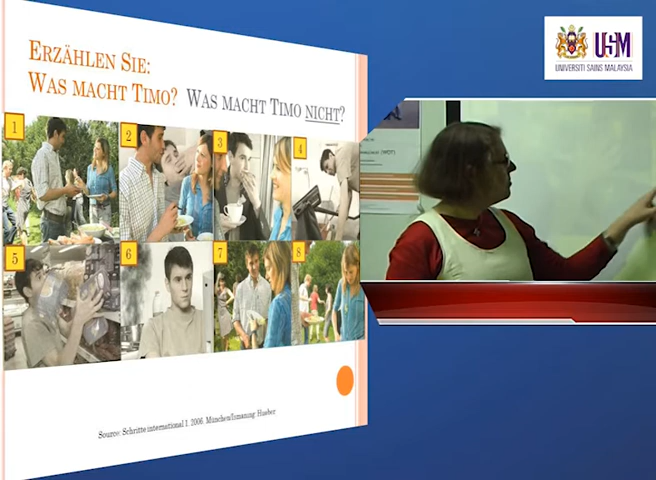 ERZÄHLEN SIE:
WAS MACHT TIMO? WAS MACHT TIMO NICHT?
1 2 3 4
5 6 7 8
Source: Schritte international 1. 2006. München/Ismaning: Hueber
USM
UNIVERSITI SAINS MALAYSIA